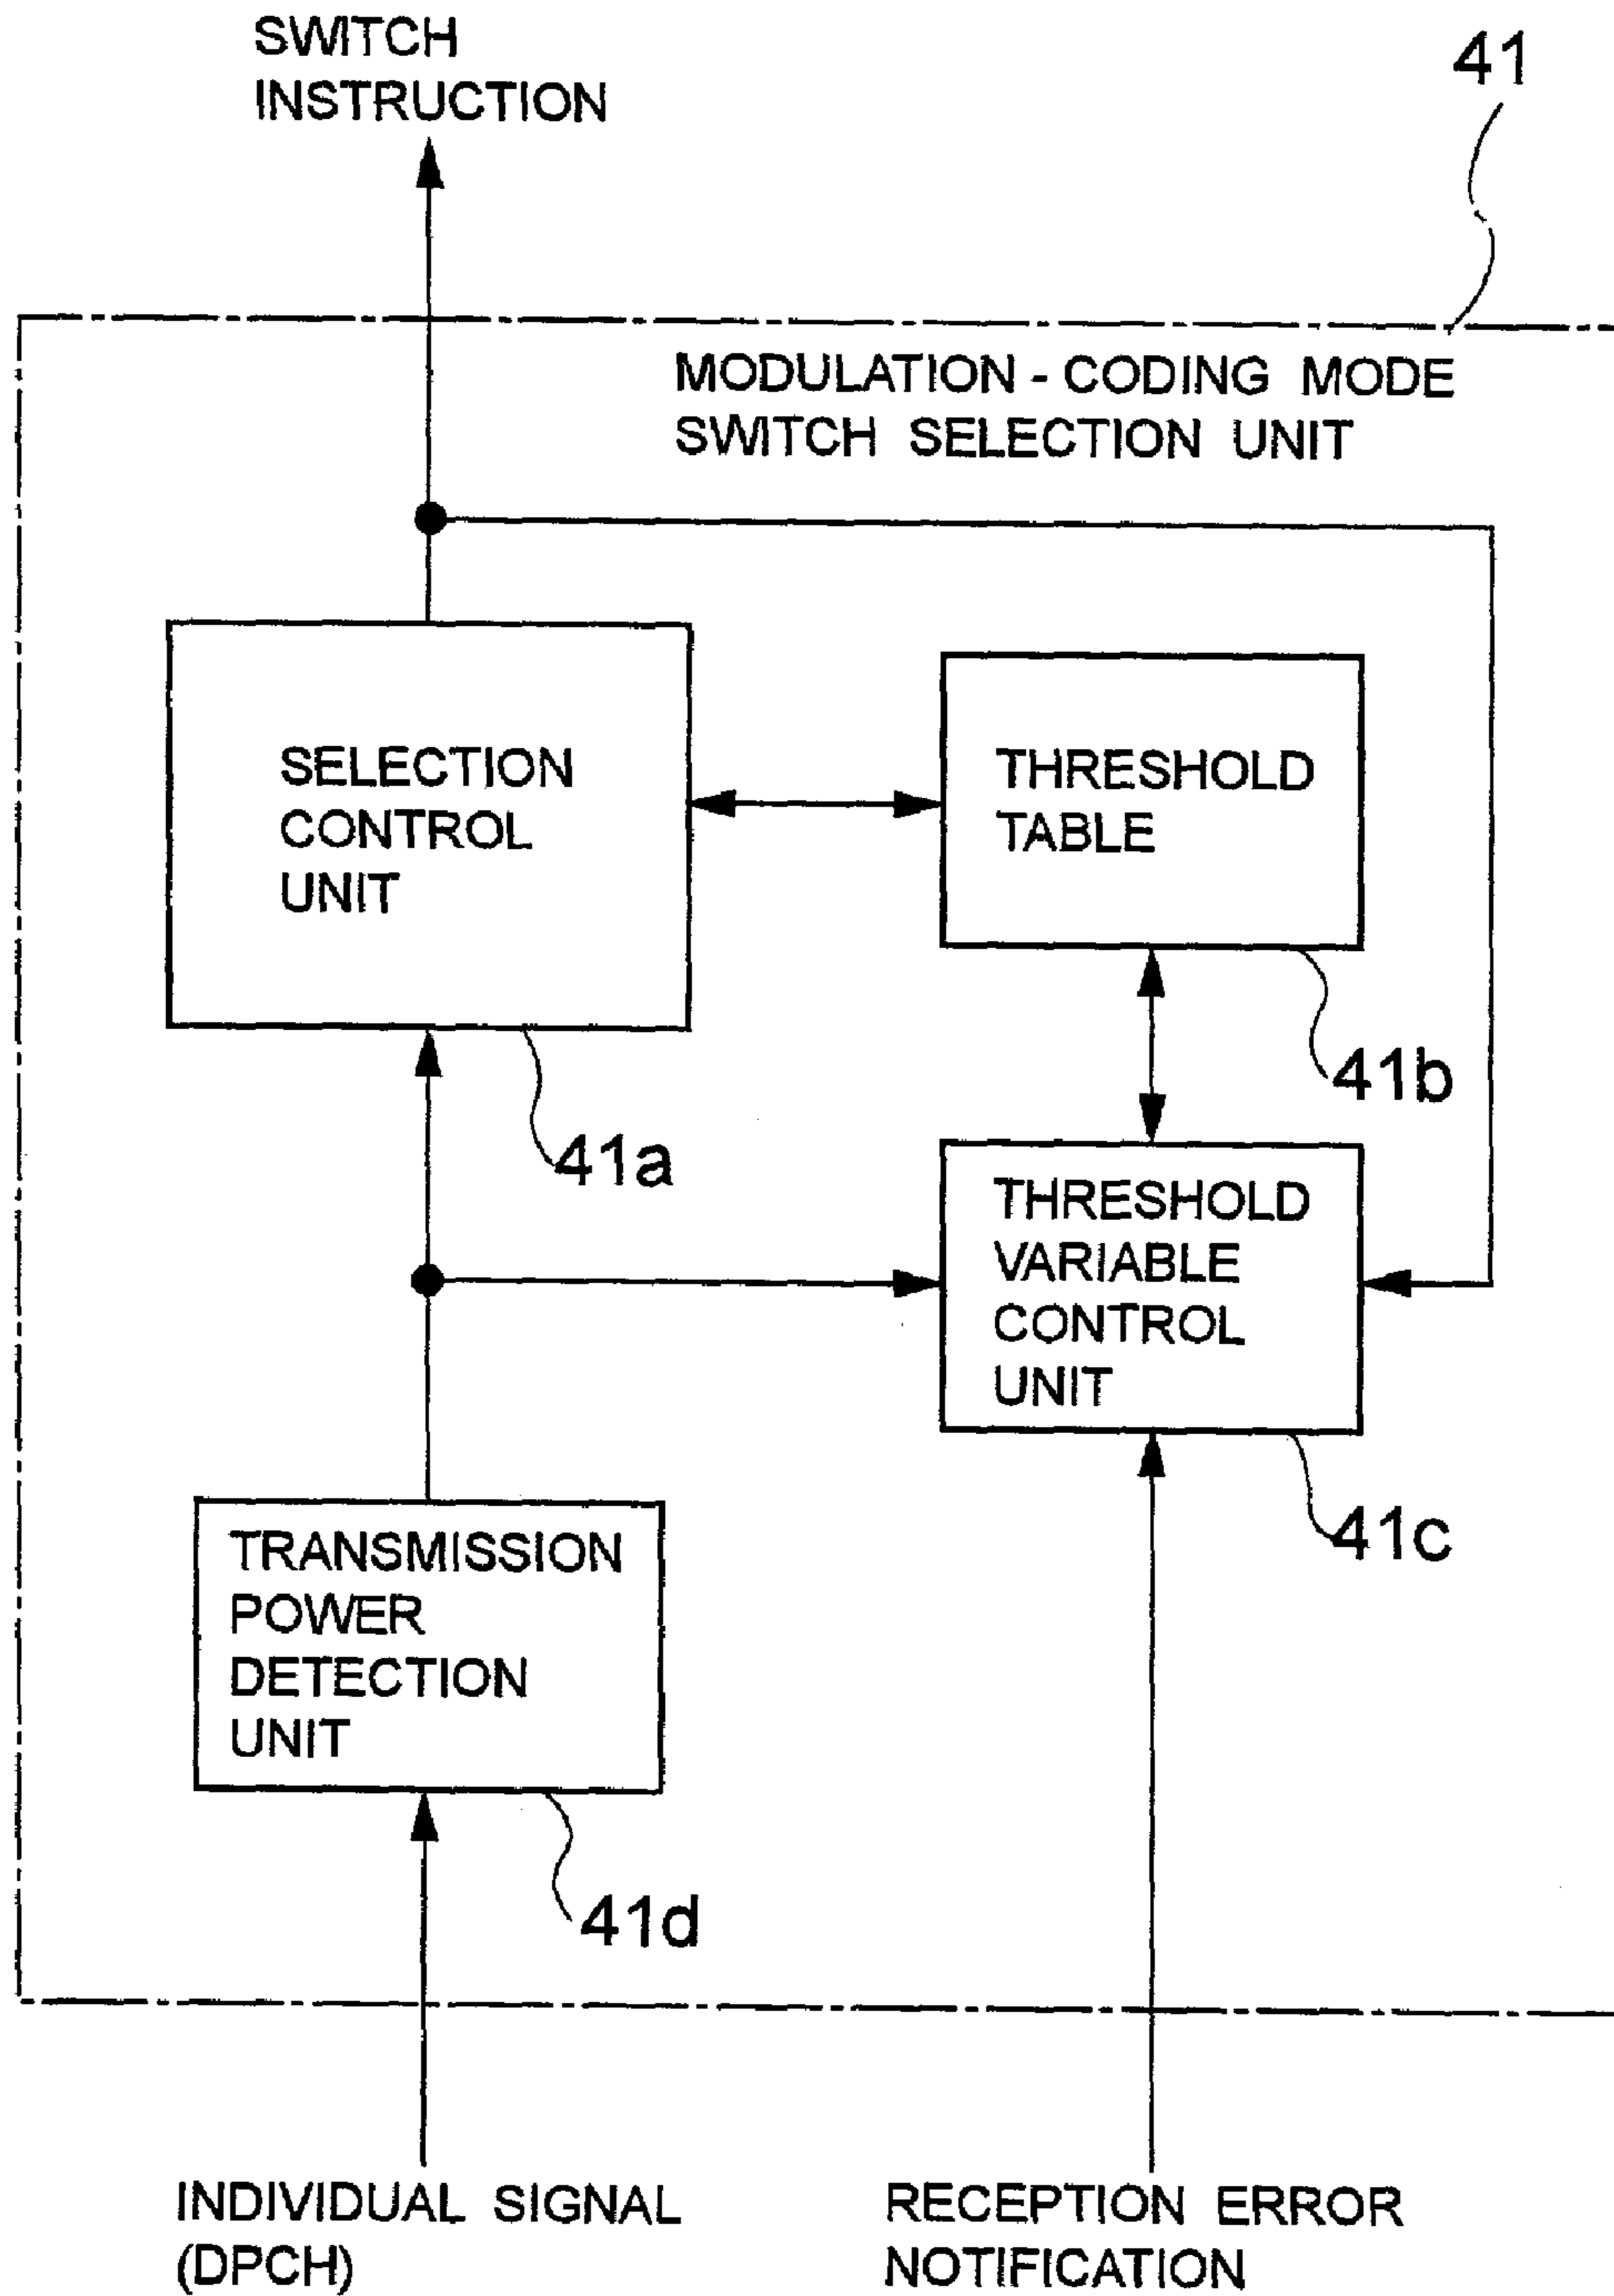 SWITCH
INSTRUCTION
41
MODULATION - CODING MODE
SWITCH SELECTION UNIT
SELECTION
CONTROL
UNIT
THRESHOLD
TABLE
41b
41a
THRESHOLD
VARIABLE
CONTROL
UNIT
41c
TRANSMISSION
POWER
DETECTION
UNIT
41d
INDIVIDUAL SIGNAL
(DPCH)
RECEPTION ERROR
NOTIFICATION